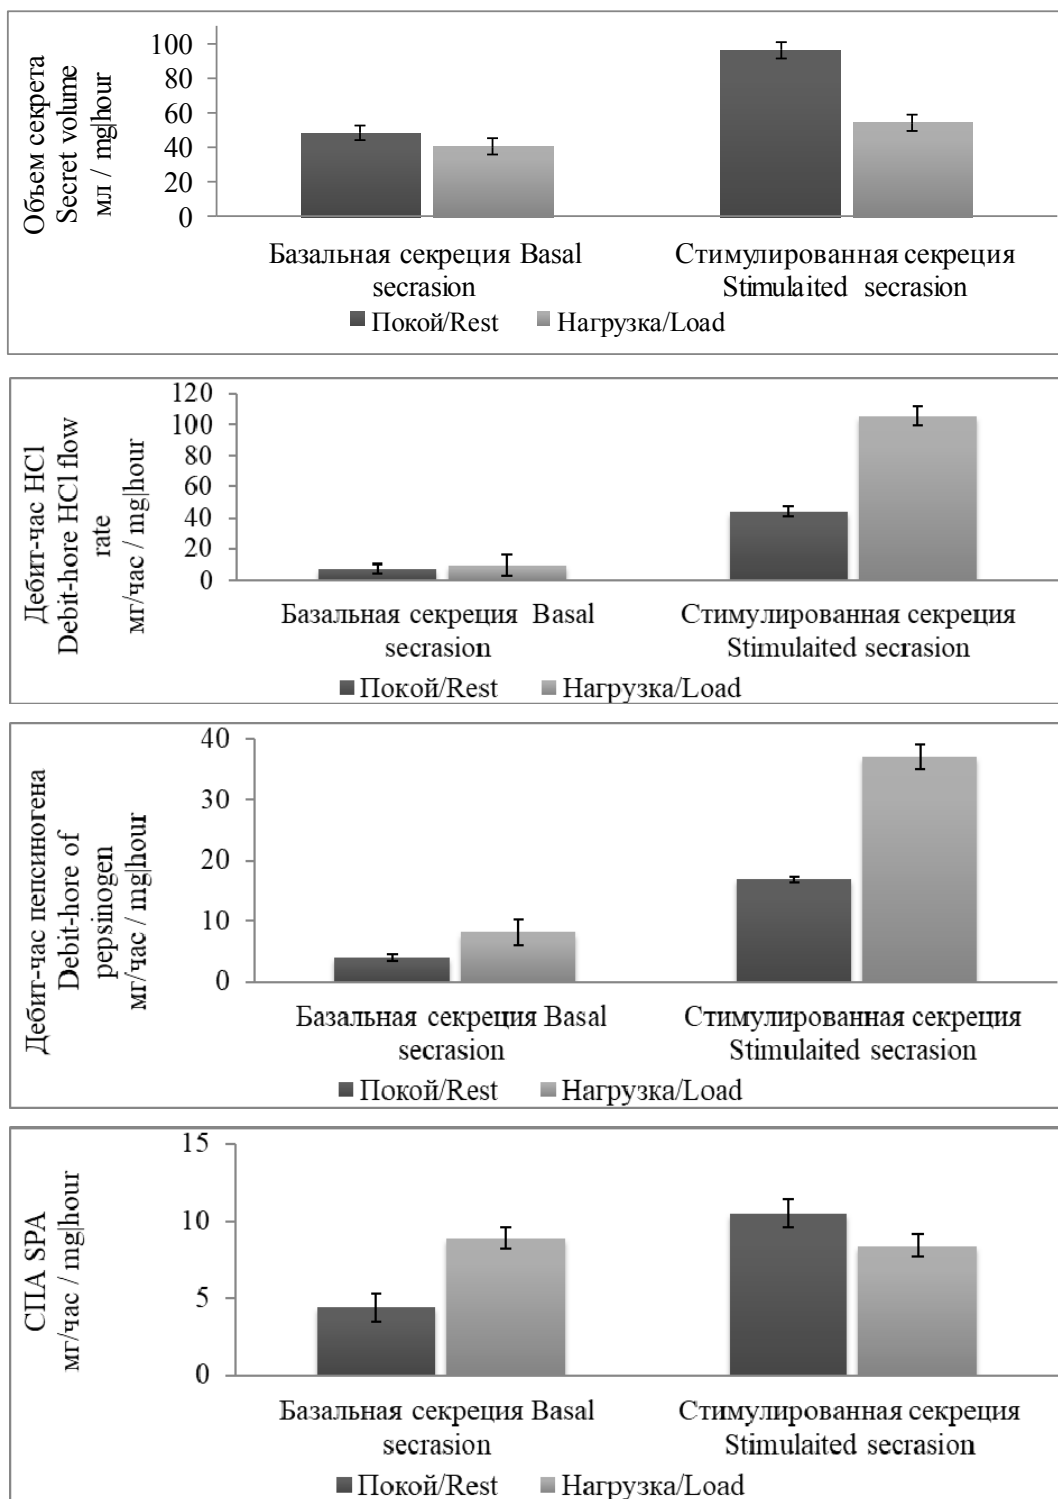 Объем секрета
Secret volume
мл / mg|hour
100
80
60
40
20
0
Базальная секреция Basal
secrasion
Стимулированная секреция
Stimulaited secrasion
Покой/Rest
Нагрузка/Load
Дебит-час HCl
Debit-hore HCl flow
rate
мг/час / mg|hour
120
100
80
60
40
20
0
Базальная секреция Basal
secrasion
Стимулированная секреция
Stimulaited secrasion
Покой/Rest
Нагрузка/Load
Дебит-час пепсиногена
Debit-hore of
pepsinogen
мг/час / mg|hour
40
30
20
10
0
Базальная секреция Basal
secrasion
Стимулированная секреция
Stimulaited secrasion
Покой/Rest
Нагрузка/Load
СПА SPA
мг/час / mg|hour
15
10
5
0
Базальная секреция Basal
secrasion
Стимулированная секреция
Stimulaited secrasion
Покой/Rest
Нагрузка/Load